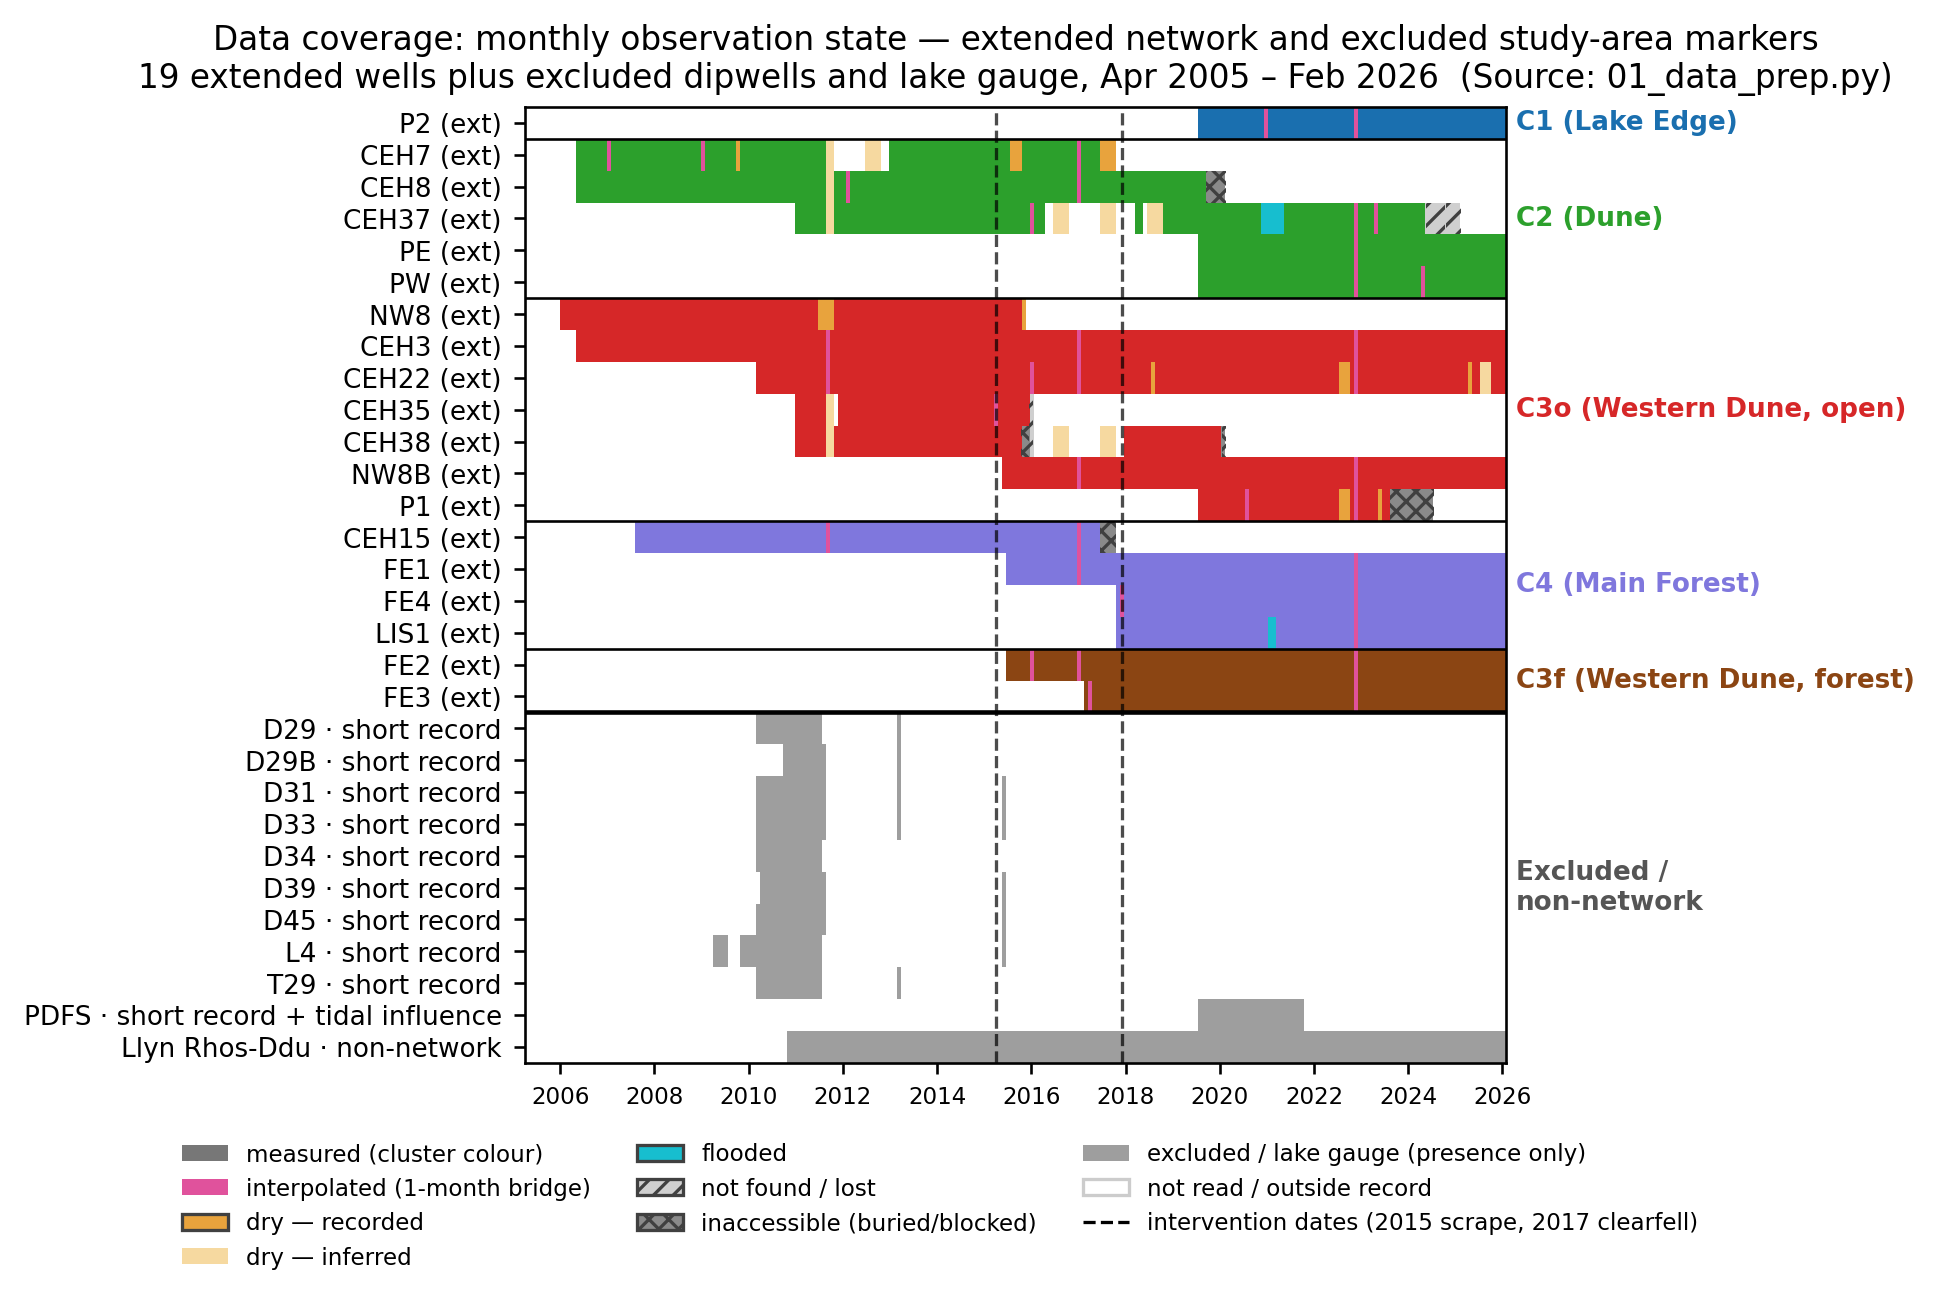 Data coverage: monthly observation state — extended network and excluded study-area markers
19 extended wells plus excluded dipwells and lake gauge, Apr 2005 – Feb 2026  (Source: 01_data_prep.py)
P2 (ext)
C1 (Lake Edge)
CEH7 (ext)
CEH8 (ext)
CEH37 (ext)
C2 (Dune)
PE (ext)
PW (ext)
NW8 (ext)
CEH3 (ext)
CEH22 (ext)
CEH35 (ext)
C3o (Western Dune, open)
CEH38 (ext)
NW8B (ext)
P1 (ext)
CEH15 (ext)
FE1 (ext)
C4 (Main Forest)
FE4 (ext)
LIS1 (ext)
FE2 (ext)
C3f (Western Dune, forest)
FE3 (ext)
D29 · short record
D29B · short record
D31 · short record
D33 · short record
D34 · short record
D39 · short record
Excluded /
non-network
D45 · short record
L4 · short record
T29 · short record
PDFS · short record + tidal influence
Llyn Rhos-Ddu · non-network
2006 2008 2010 2012 2014 2016 2018 2020 2022 2024 2026
measured (cluster colour)
interpolated (1-month bridge)
dry — recorded
dry — inferred
flooded
not found / lost
inaccessible (buried/blocked)
excluded / lake gauge (presence only)
not read / outside record
intervention dates (2015 scrape, 2017 clearfell)